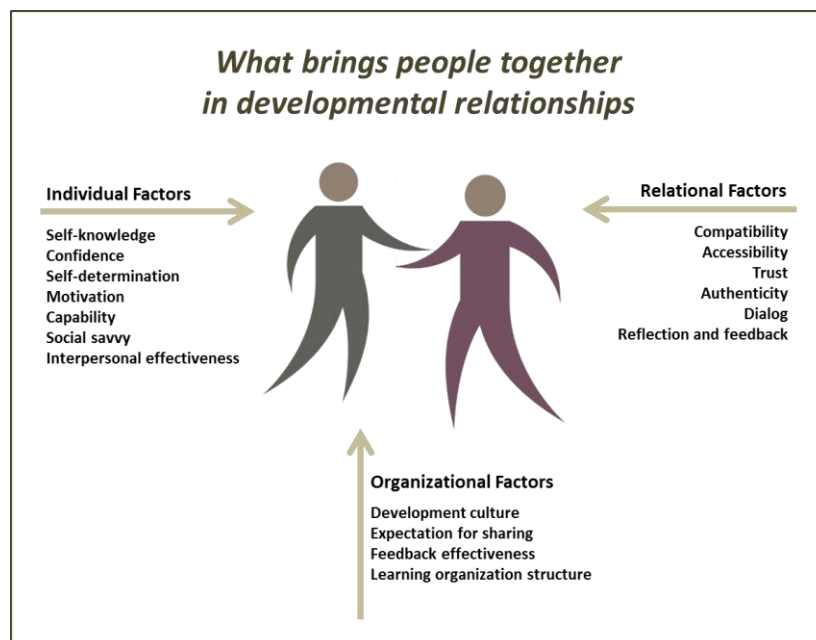 What brings people together
in developmental relationships
Individual Factors
Self-knowledge
Confidence
Self-determination
Motivation
Capability
Social savvy
Interpersonal effectiveness
Relational Factors
Compatibility
Accessibility
Trust
Authenticity
Dialog
Reflection and feedback
Organizational Factors
Development culture
Expectation for sharing
Feedback effectiveness
Learning organization structure